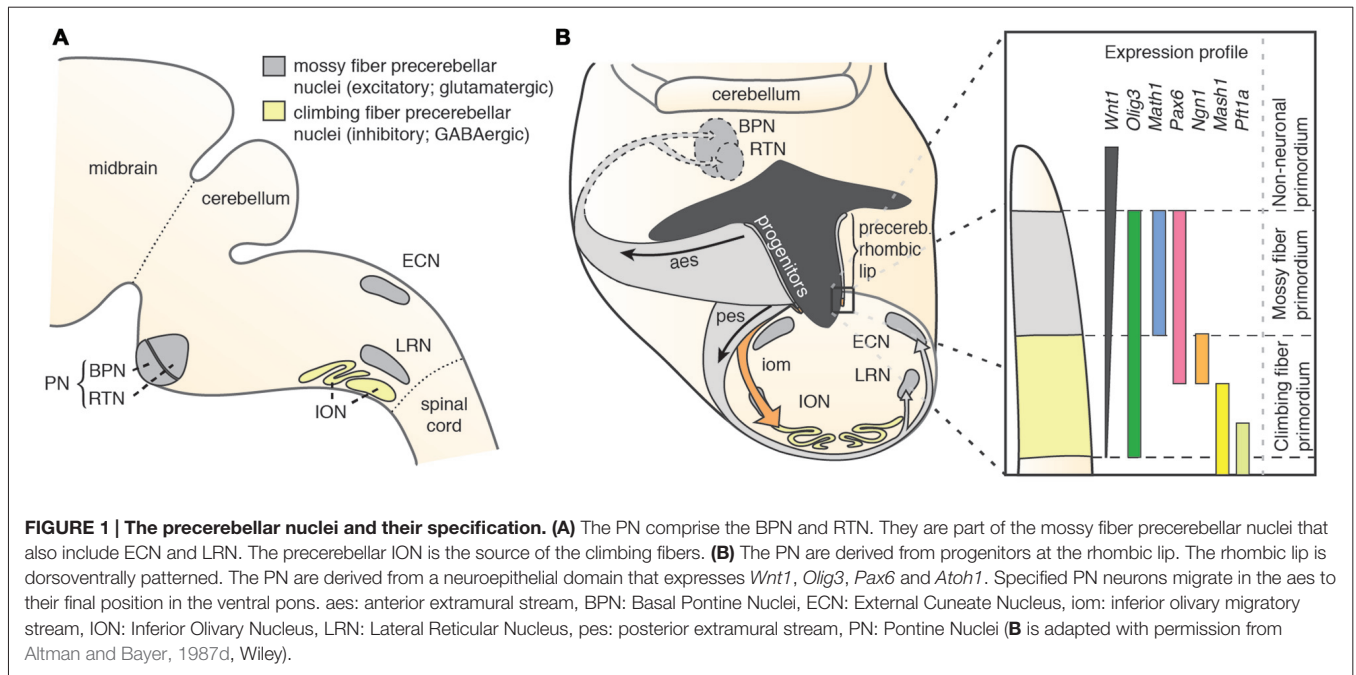 A
mossy fiber precerebellar
nuclei (excitatory; glutamatergic)
climbing fiber precerebellar
nuclei (inhibitory; GABAergic)
midbrain
cerebellum
ECN
LRN
PN { BPN
RTN
ION
spinal
cord
B
cerebellum
BPN
RTN
progenitors
precereb.
rhombic
lip
aes
pes
iom
ECN
LRN
ION
Expression profile
Wnt1
Olig3
Math1
Pax6
Ngn1
Mash1
Pft1a
Non-neuronal
primordium
Mossy fiber
primordium
Climbing fiber
primordium
FIGURE 1 | The precerebellar nuclei and their specification. (A) The PN comprise the BPN and RTN. They are part of the mossy fiber precerebellar nuclei that
also include ECN and LRN. The precerebellar ION is the source of the climbing fibers. (B) The PN are derived from progenitors at the rhombic lip. The rhombic lip is
dorsoventrally patterned. The PN are derived from a neuroepithelial domain that expresses Wnt1, Olig3, Pax6 and Atoh1. Specified PN neurons migrate in the aes to
their final position in the ventral pons. aes: anterior extramural stream, BPN: Basal Pontine Nuclei, ECN: External Cuneate Nucleus, iom: inferior olivary migratory
stream, ION: Inferior Olivary Nucleus, LRN: Lateral Reticular Nucleus, pes: posterior extramural stream, PN: Pontine Nuclei (B is adapted with permission from
Altman and Bayer, 1987d, Wiley).